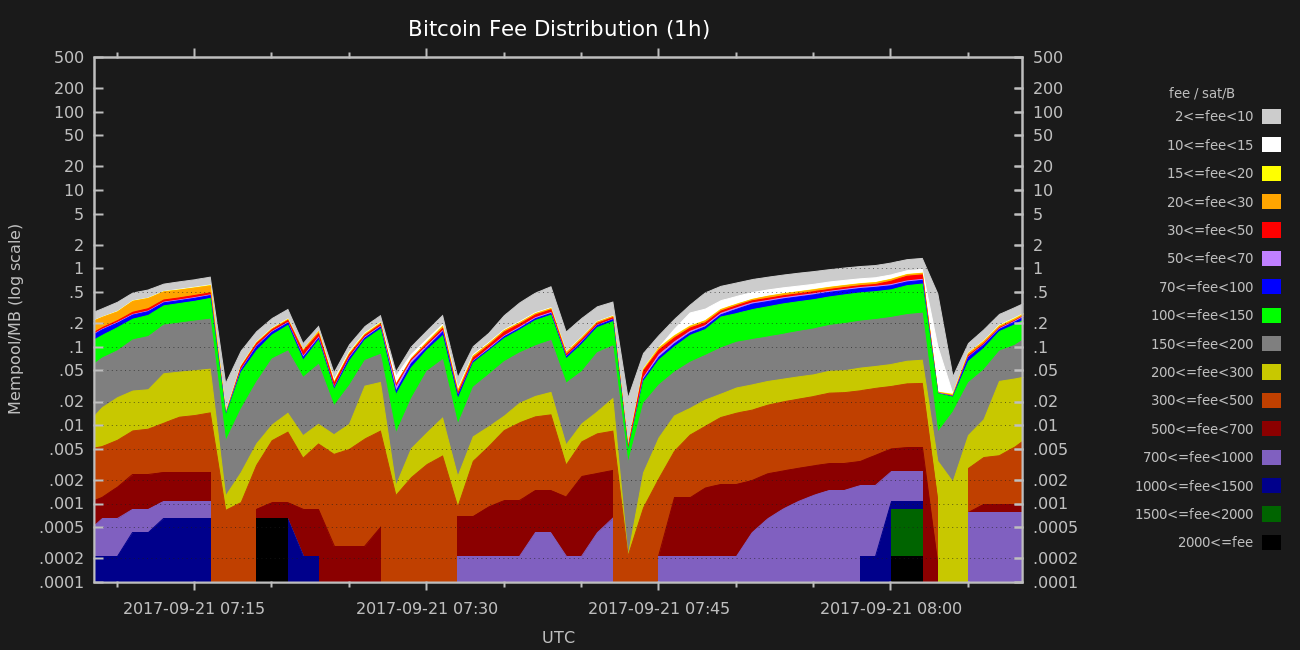 Bitcoin Fee Distribution (1h)
Mempool/MB (log scale)
500
200
100
50
20
10
5
2
1
.5
.2
.1
.05
.02
.01
.005
.002
.001
.0005
.0002
.0001
500
200
100
50
20
10
5
2
1
.5
.2
.1
.05
.02
.01
.005
.002
.001
.0005
.0002
.0001
2017-09-21 07:15
2017-09-21 07:30
2017-09-21 07:45
2017-09-21 08:00
UTC
fee / sat/B
2<=fee<10
10<=fee<15
15<=fee<20
20<=fee<30
30<=fee<50
50<=fee<70
70<=fee<100
100<=fee<150
150<=fee<200
200<=fee<300
300<=fee<500
500<=fee<700
700<=fee<1000
1000<=fee<1500
1500<=fee<2000
2000<=fee